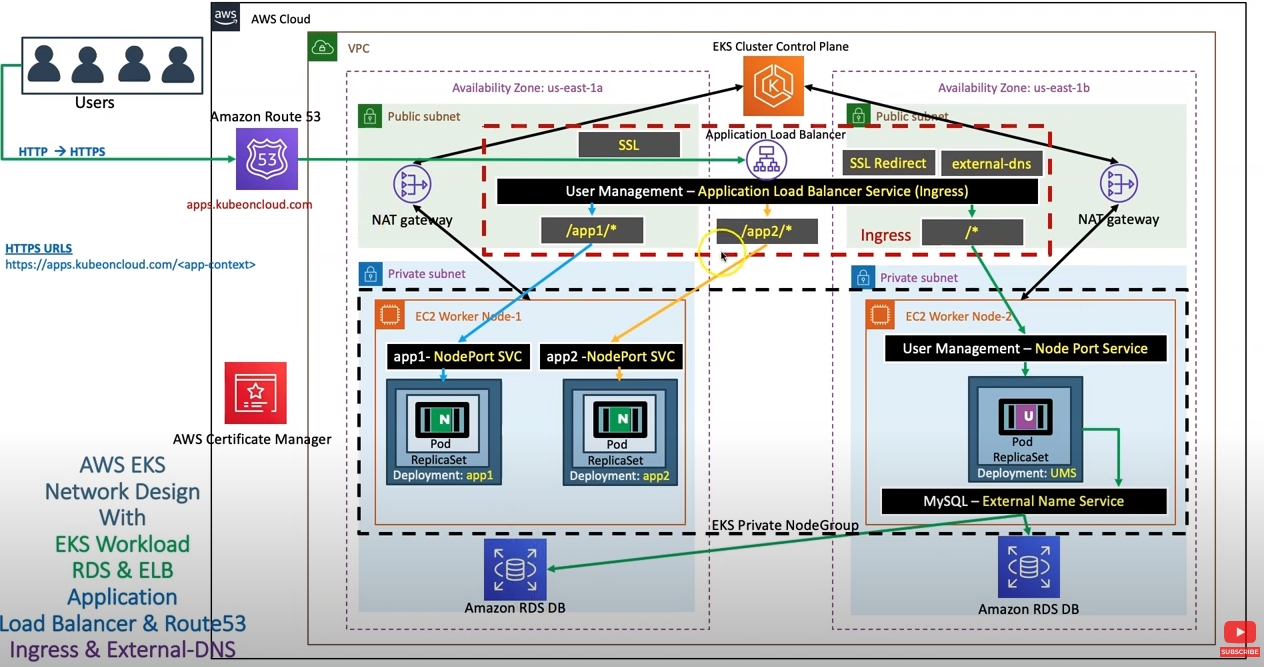 aws
AWS Cloud
VPC
EKS Cluster Control Plane
Users
Availability Zone: us-east-1a
Availability Zone: us-east-1b
Amazon Route 53
Public subnet
Public subnet
Application Load Balancer
HTTP → HTTPS
53
SSL
SSL Redirect
external-dns
User Management – Application Load Balancer Service (Ingress)
apps.kubeoncloud.com
NAT gateway
NAT gateway
/app1/*
/app2/*
Ingress
/*
HTTPS URLS
https://apps.kubeoncloud.com/<app-context>
Private subnet
Private subnet
EC2 Worker Node-1
EC2 Worker Node-2
app1- NodePort SVC
app2 -NodePort SVC
User Management – Node Port Service
N
N
U
Pod
Pod
Pod
ReplicaSet
ReplicaSet
ReplicaSet
Deployment: app1
Deployment: app2
Deployment: UMS
AWS Certificate Manager
MySQL – External Name Service
EKS Private NodeGroup
Amazon RDS DB
Amazon RDS DB
AWS EKS
Network Design
With
EKS Workload
RDS & ELB
Application
Load Balancer & Route53
Ingress & External-DNS
SUBSCRIBE